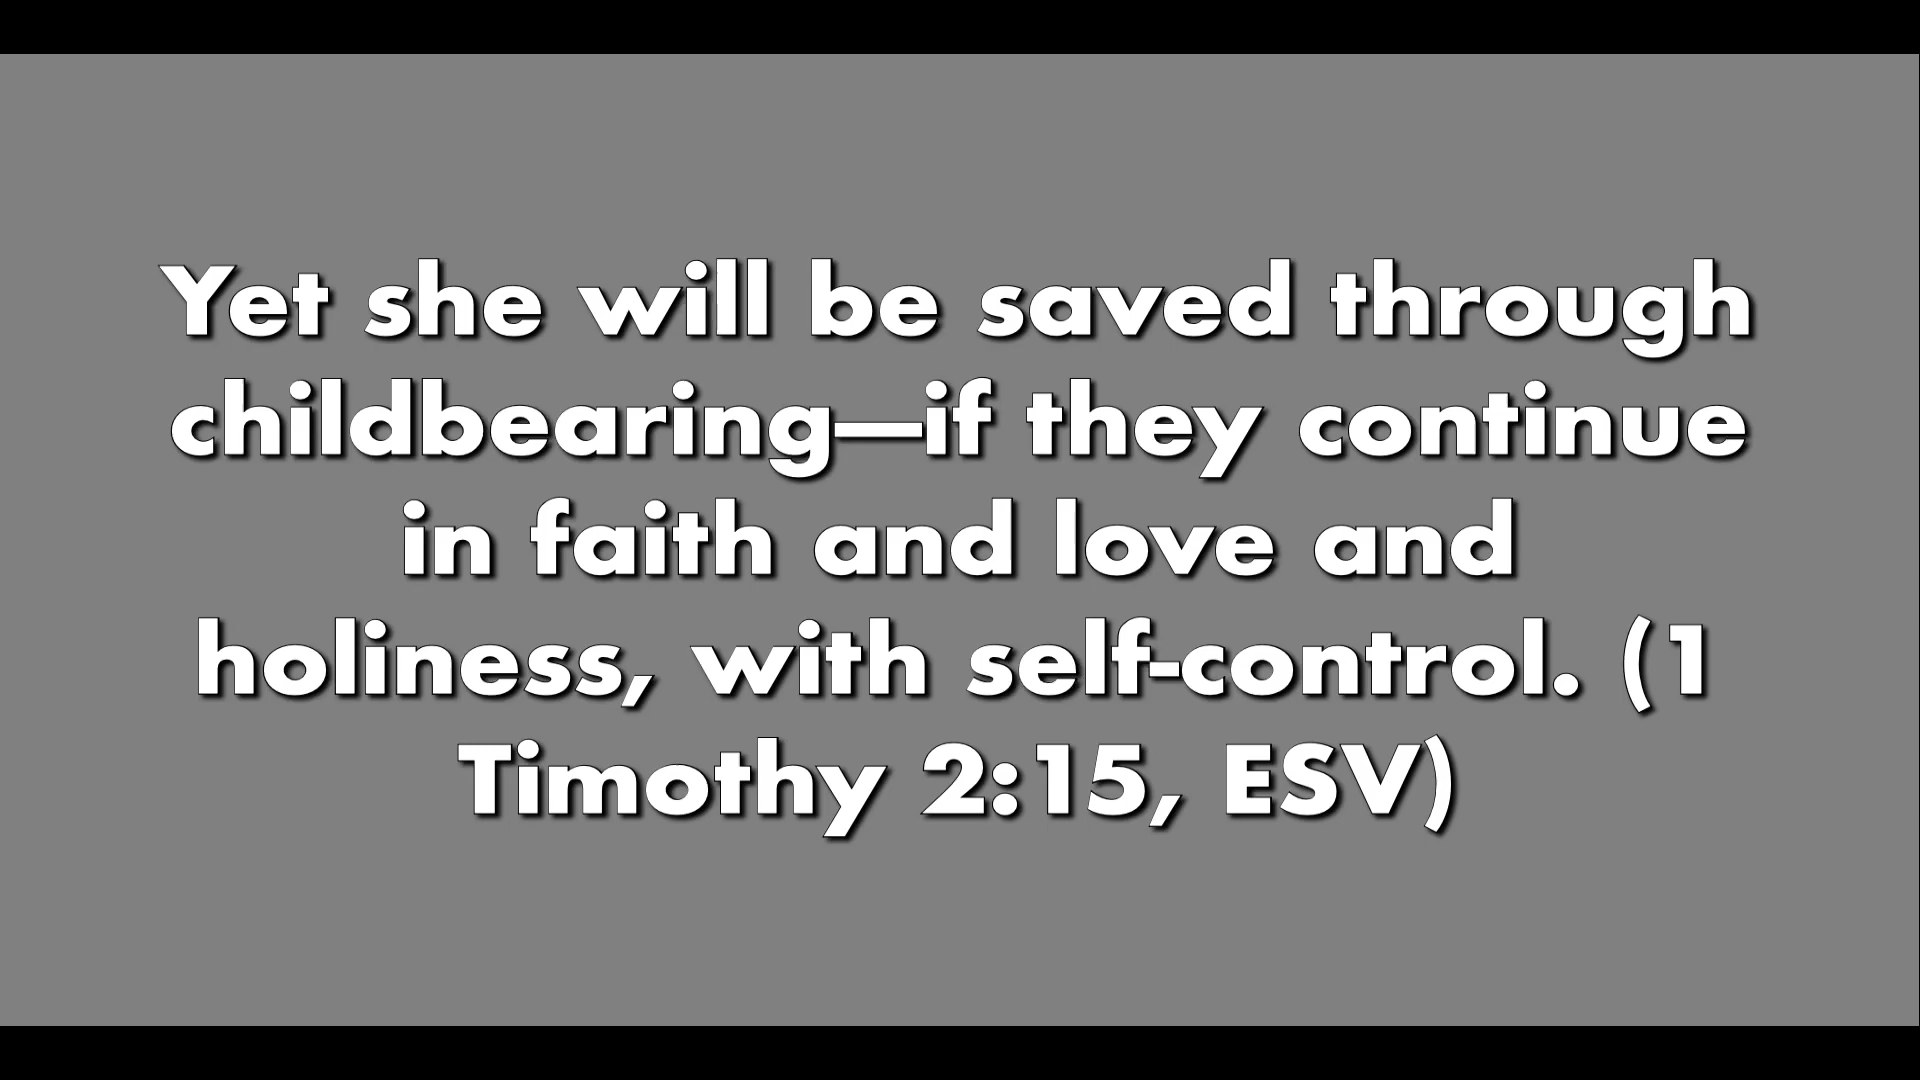 Yet she will be saved through
childbearing—if they continue
in faith and love and
holiness, with self-control. (1
Timothy 2:15, ESV)